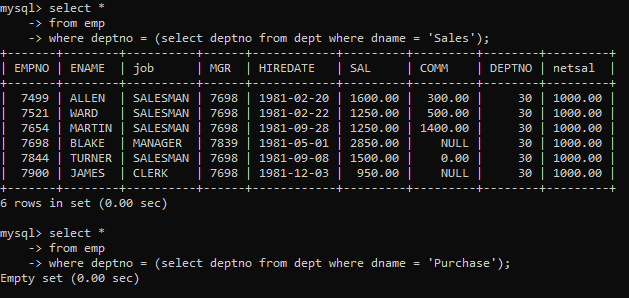 mysql> select *
    -> from emp
    -> where deptno = (select deptno from dept where dname = 'Sales');
+-------+--------+----------+------+------------+---------+---------+--------+---------+
| EMPNO | ENAME  | job      | MGR  | HIREDATE   | SAL     | COMM    | DEPTNO | netsal  |
+-------+--------+----------+------+------------+---------+---------+--------+---------+
|  7499 | ALLEN  | SALESMAN | 7698 | 1981-02-20 | 1600.00 |  300.00 |     30 | 1000.00 |
|  7521 | WARD   | SALESMAN | 7698 | 1981-02-22 | 1250.00 |  500.00 |     30 | 1000.00 |
|  7654 | MARTIN | SALESMAN | 7698 | 1981-09-28 | 1250.00 | 1400.00 |     30 | 1000.00 |
|  7698 | BLAKE  | MANAGER  | 7839 | 1981-05-01 | 2850.00 |    NULL |     30 | 1000.00 |
|  7844 | TURNER | SALESMAN | 7698 | 1981-09-08 | 1500.00 |    0.00 |     30 | 1000.00 |
|  7900 | JAMES  | CLERK    | 7698 | 1981-12-03 |  950.00 |    NULL |     30 | 1000.00 |
+-------+--------+----------+------+------------+---------+---------+--------+---------+
6 rows in set (0.00 sec)

mysql> select *
    -> from emp
    -> where deptno = (select deptno from dept where dname = 'Purchase');
Empty set (0.00 sec)